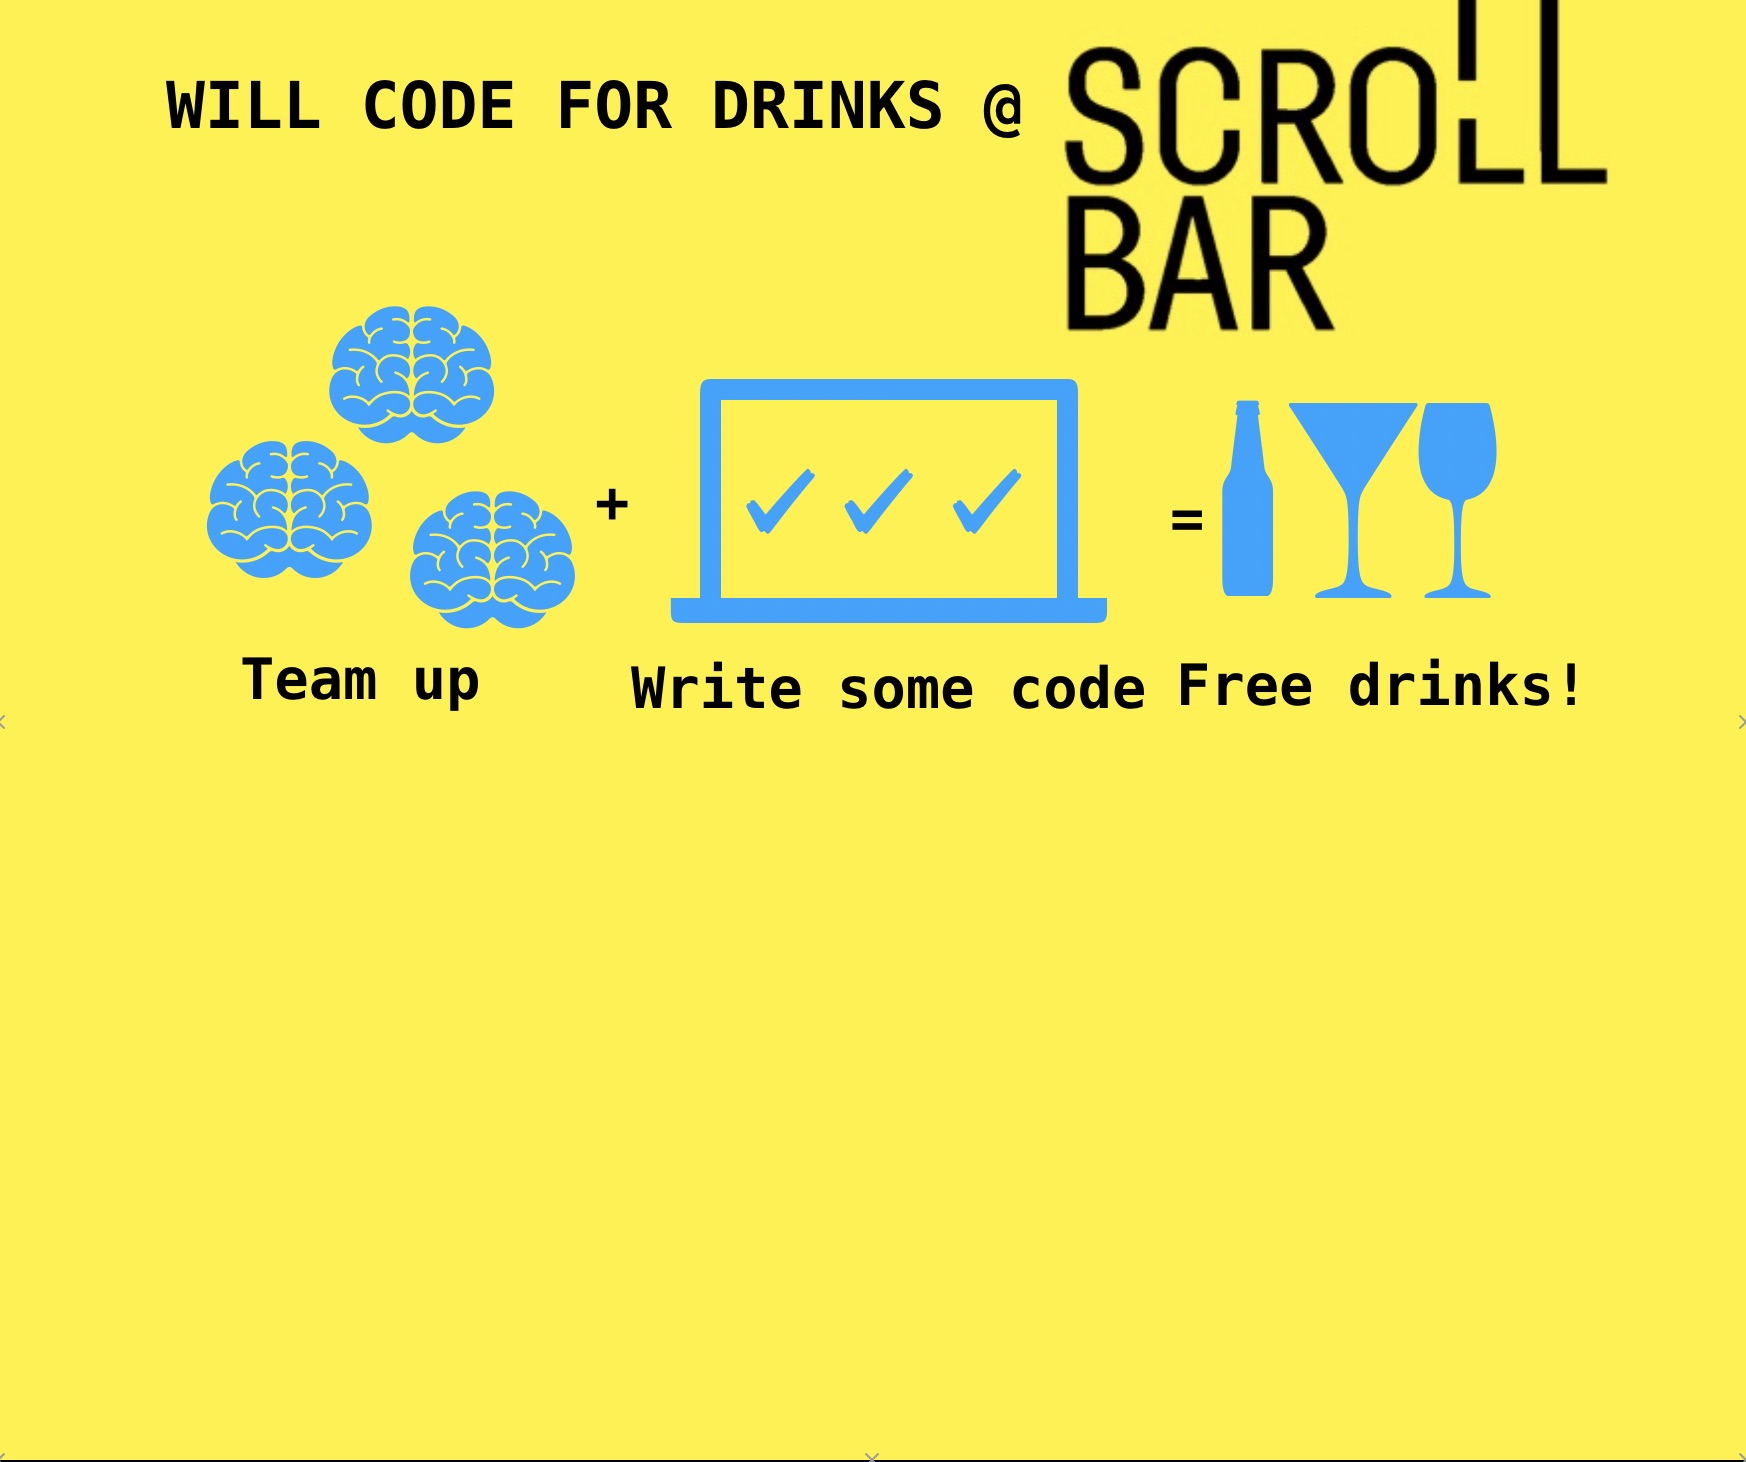 WILL CODE FOR DRINKS @
SCROLL
BAR
+
=
Team up
Write some code
Free drinks!